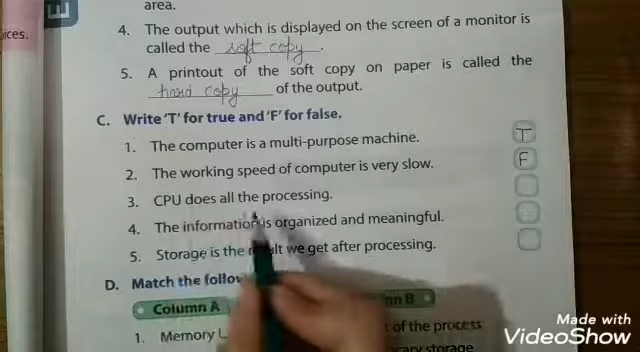 ices.
area.
4. The output which is displayed on the screen of a monitor is
called the soft copy.
5. A printout of the soft copy on paper is called the
hard copy of the output.
C. Write 'T' for true and 'F' for false.
1. The computer is a multi-purpose machine. T
2. The working speed of computer is very slow. F
3. CPU does all the processing.
4. The information is organized and meaningful.
5. Storage is the result we get after processing.
D. Match the follow
Column A
nn B
1. Memory
of the process
storage
Made with
VideoShow